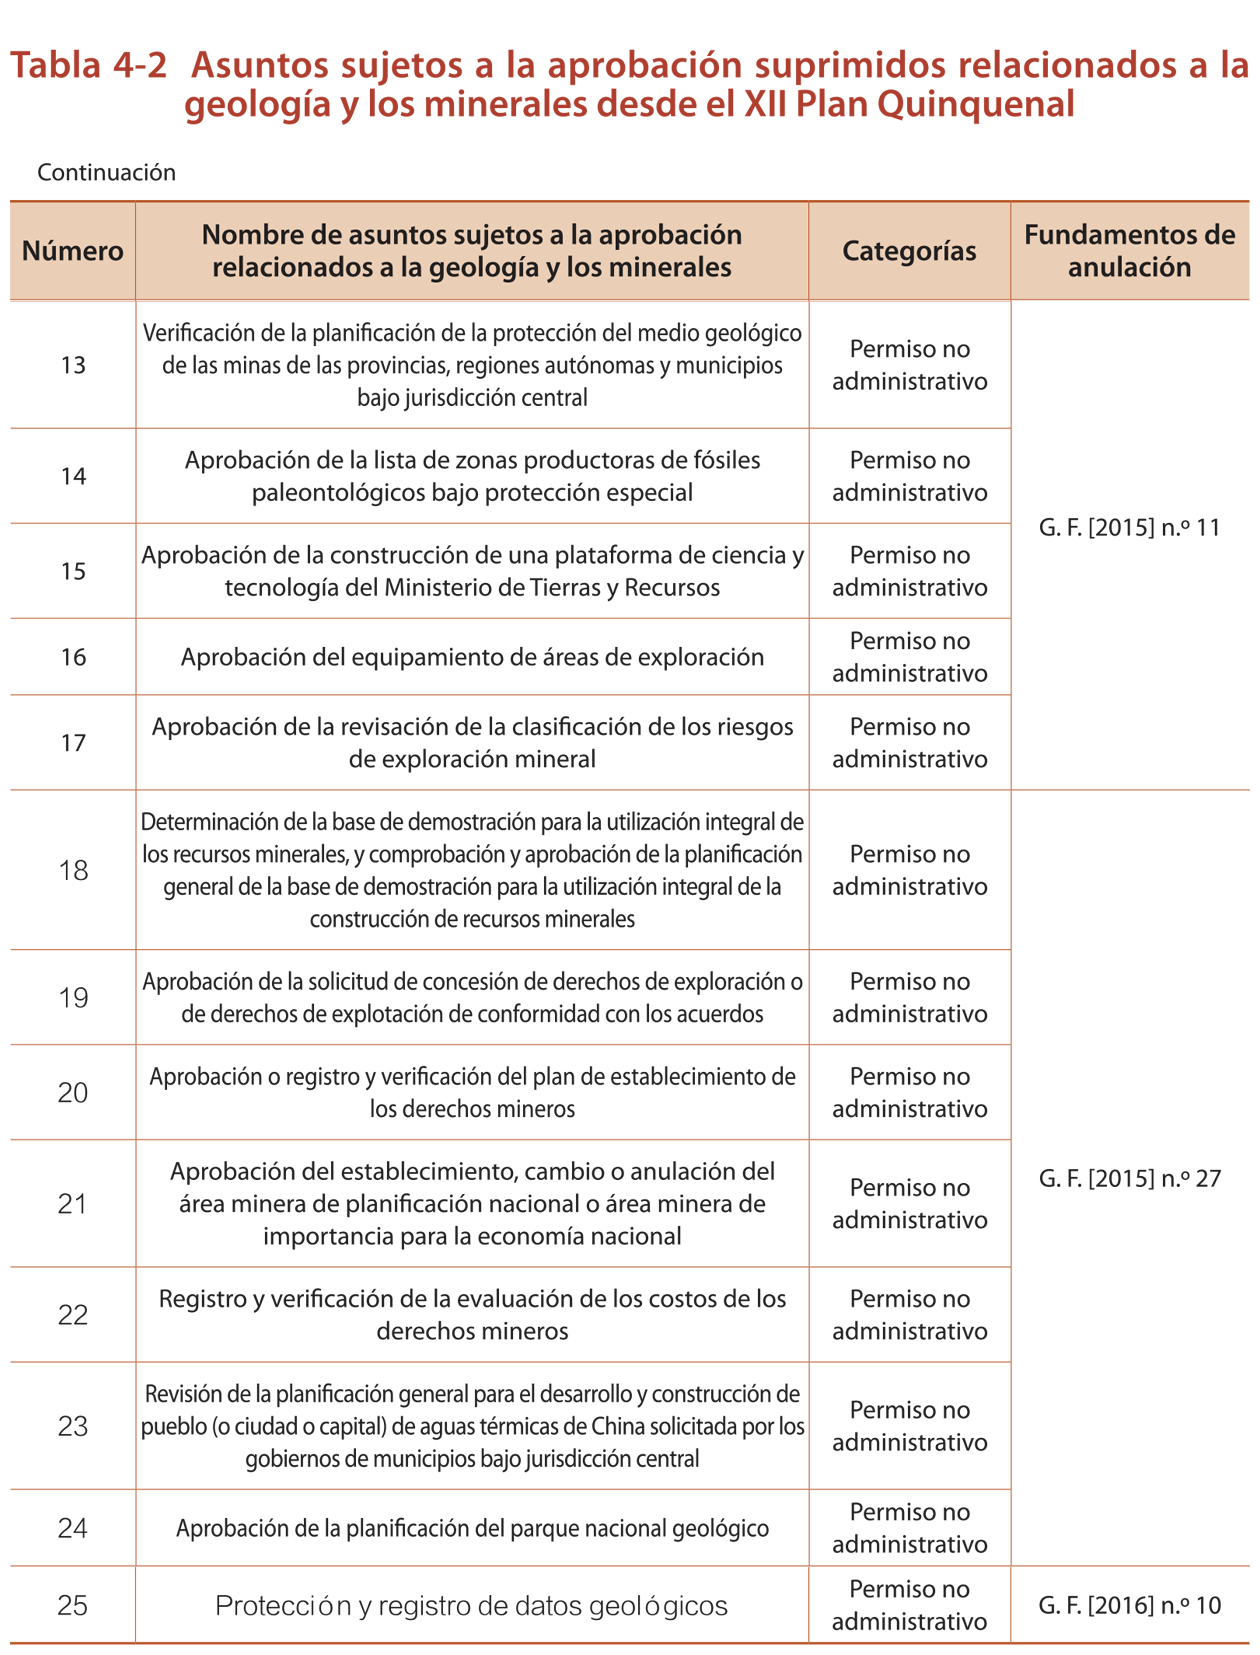 Tabla 4-2 Asuntos sujetos a la aprobación suprimidos relacionados a la
geología y los minerales desde el XII Plan Quinquenal
Continuación
Número
Nombre de asuntos sujetos a la aprobación
relacionados a la geología y los minerales
Categorías
Fundamentos de
anulación
13
Verificación de la planificación de la protección del medio geológico
de las minas de las provincias, regiones autónomas y municipios
bajo jurisdicción central
Permiso no
administrativo
14
Aprobación de la lista de zonas productoras de fósiles
paleontológicos bajo protección especial
Permiso no
administrativo
G. F. [2015] n.º 11
15
Aprobación de la construcción de una plataforma de ciencia y
tecnología del Ministerio de Tierras y Recursos
Permiso no
administrativo
16
Aprobación del equipamiento de áreas de exploración
Permiso no
administrativo
17
Aprobación de la revisación de la clasificación de los riesgos
de exploración mineral
Permiso no
administrativo
18
Determinación de la base de demostración para la utilización integral de
los recursos minerales, y comprobación y aprobación de la planificación
general de la base de demostración para la utilización integral de la
construcción de recursos minerales
Permiso no
administrativo
19
Aprobación de la solicitud de concesión de derechos de exploración o
de derechos de explotación de conformidad con los acuerdos
Permiso no
administrativo
20
Aprobación o registro y verificación del plan de establecimiento de
los derechos mineros
Permiso no
administrativo
21
Aprobación del establecimiento, cambio o anulación del
área minera de planificación nacional o área minera de
importancia para la economía nacional
Permiso no
administrativo
G. F. [2015] n.º 27
22
Registro y verificación de la evaluación de los costos de los
derechos mineros
Permiso no
administrativo
23
Revisión de la planificación general para el desarrollo y construcción de
pueblo (o ciudad o capital) de aguas térmicas de China solicitada por los
gobiernos de municipios bajo jurisdicción central
Permiso no
administrativo
24
Aprobación de la planificación del parque nacional geológico
Permiso no
administrativo
25
Protección y registro de datos geológicos
Permiso no
administrativo
G. F. [2016] n.º 10